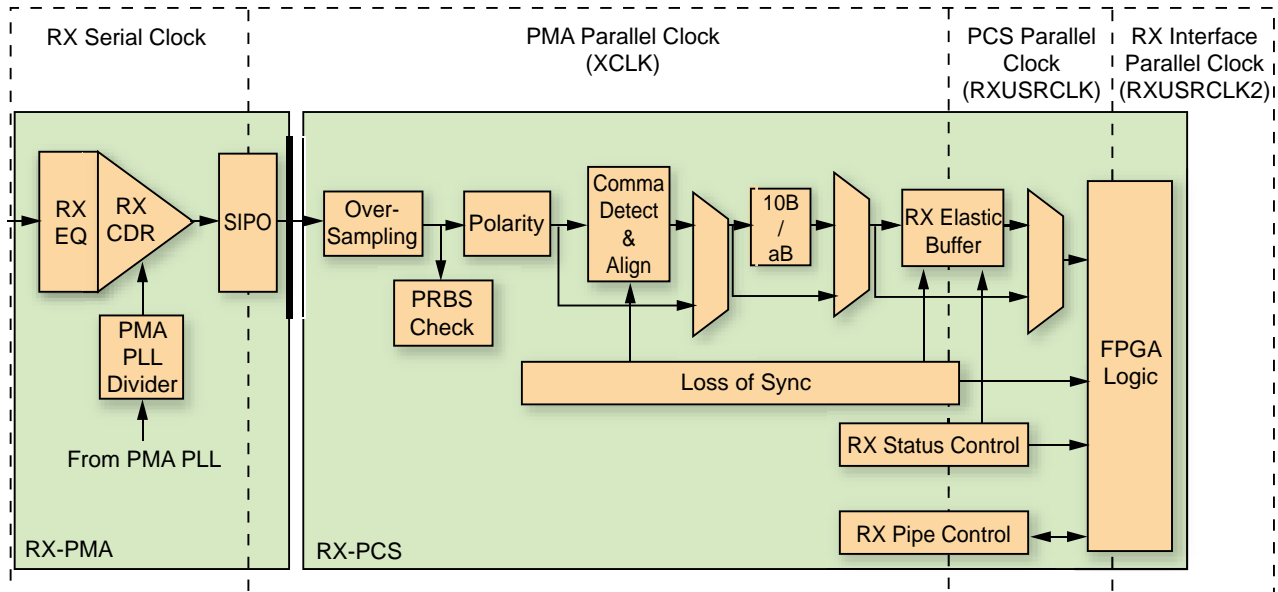 RX Serial Clock
PMA Parallel Clock
(XCLK)
PCS Parallel
Clock
(RXUSRCLK)
RX Interface
Parallel Clock
(RXUSRCLK2)
RX
EQ
RX
CDR
SIPO
Over-
Sampling
Polarity
Comma
Detect
&
Align
10B
/
aB
RX Elastic
Buffer
PRBS
Check
PMA
PLL
Divider
Loss of Sync
FPGA
Logic
From PMA PLL
RX Status Control
RX Pipe Control
RX-PMA
RX-PCS